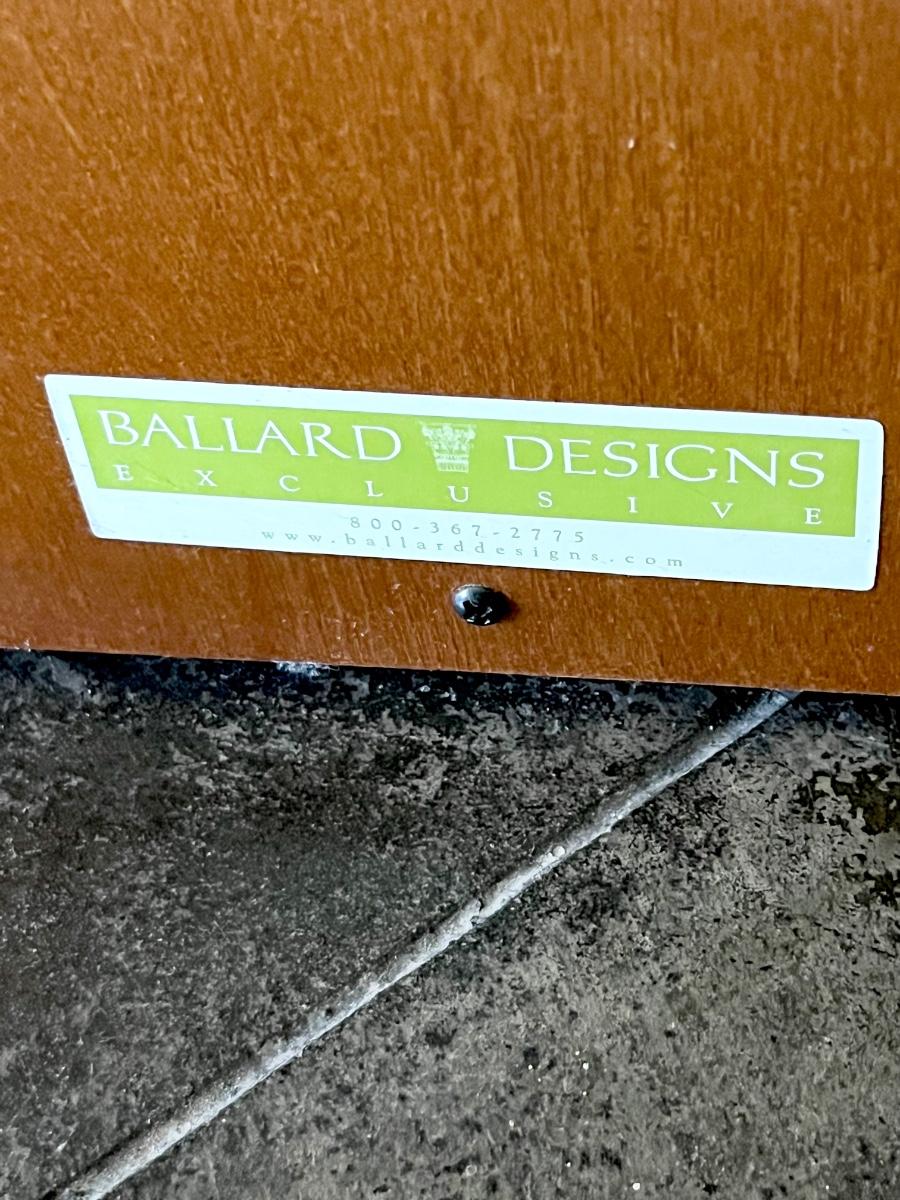 BALLARD DESIGNS
EXCLUSIVE
800-367-2775
www.ballarddesigns.com